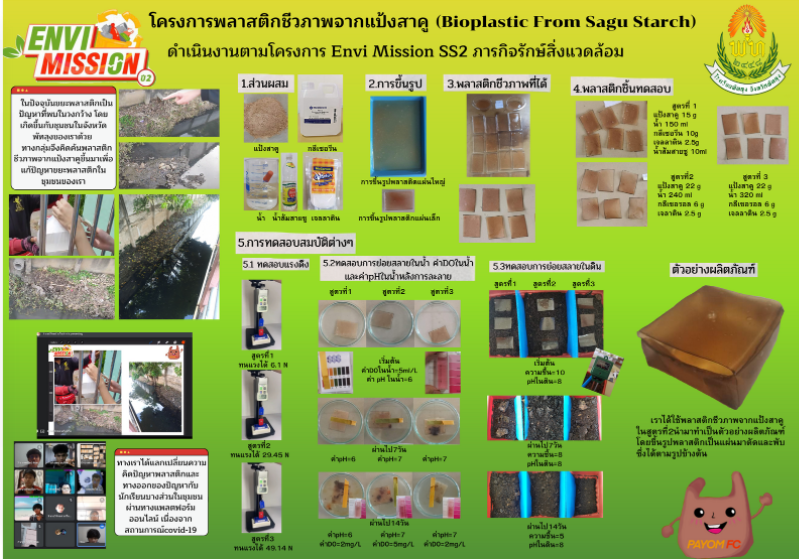 ENVI
MISSION
02
โครงการพลาสติกชีวภาพจากแป้งสาคู (Bioplastic From Sagu Starch)
ดำเนินงานตามโครงการ Envi Mission SS2 ภารกิจรักษ์สิ่งแวดล้อม
ในปัจจุบันขยะพลาสติกเป็น
ปัญหาที่พบในวงกว้าง โดย
เกิดขึ้นกับชุมชนในจังหวัด
พัทลุงของเราด้วย
ทางกลุ่มจึงคิดค้นพลาสติก
ชีวภาพจากแป้งสาคูขึ้นมาเพื่อ
แก้ปัญหาขยะพลาสติกใน
ชุมชนของเรา
1.ส่วนผสม
แป้งสาคู
กลีเซอรีน
น้ำ น้ำส้มสายชู เจลลาติน
2.การขึ้นรูป
การขึ้นรูปพลาสติกแผ่นใหญ่
การขึ้นรูปพลาสติกแผ่นเล็ก
3.พลาสติกชีวภาพที่ได้
4.พลาสติกชิ้นทดสอบ
สูตรที่ 1
แป้งสาคู 15 g
น้ำ 150 ml
กลีเซอรีน 10g
เจลลาติน 2.5g
น้ำส้มสายชู 10ml
สูตรที่2
แป้งสาคู 22 g
น้ำ 240 ml
กลีเซอรอล 6 g
เจลาติน 2.5 g
สูตรที่ 3
แป้งสาคู 22 g
น้ำ 320 ml
กลีเซอรอล 6 g
เจลาติน 2.5 g
5.การทดสอบสมบัติต่างๆ
5.1 ทดสอบแรงดึง
สูตรที่1
ทนแรงได้ 6.1 N
สูตรที่2
ทนแรงได้ 29.45 N
สูตรที่3
ทนแรงได้ 49.14 N
5.2ทดสอบการย่อยสลายในน้ำ ค่าDOในน้ำ
และค่าpHในน้ำหลังการละลาย
สูตรที่1 สูตรที่2 สูตรที่3
เริ่มต้น
ค่าDOในน้ำ=5ml/L
ค่า pH ในน้ำ=6
ผ่านไป7วัน
ค่าpH=6 ค่าpH=7 ค่าpH=7
ผ่านไป14วัน
ค่าpH=6 ค่าpH=7 ค่าpH=7
ค่าDO=2mg/L ค่าDO=5mg/L ค่าDO=2mg/L
5.3ทดสอบการย่อยสลายในดิน
สูตรที่1 สูตรที่2 สูตรที่3
เริ่มต้น
ความชื้น=10
pHในดิน=8
ผ่านไป7วัน
ความชื้น=8
pHในดิน=8
ผ่านไป14วัน
ความชื้น=5
pHในดิน=8
ตัวอย่างผลิตภัณฑ์
เราได้ใช้พลาสติกชีวภาพจากแป้งสาคู
ในสูตรที่2นำมาทำเป็นตัวอย่างผลิตภัณฑ์
โดยขึ้นรูปพลาสติกเป็นแผ่นมาตัดและพับ
ซึ่งได้ตามรูปข้างต้น
ทางเราได้แลกเปลี่ยนความ
คิดปัญหาพลาสติกและ
ทางออกของปัญหากับ
นักเรียนบางส่วนในชุมชน
ผ่านทางแพลตฟอร์ม
ออนไลน์ เนื่องจาก
สถานการณ์covid-19
PAYOM FC